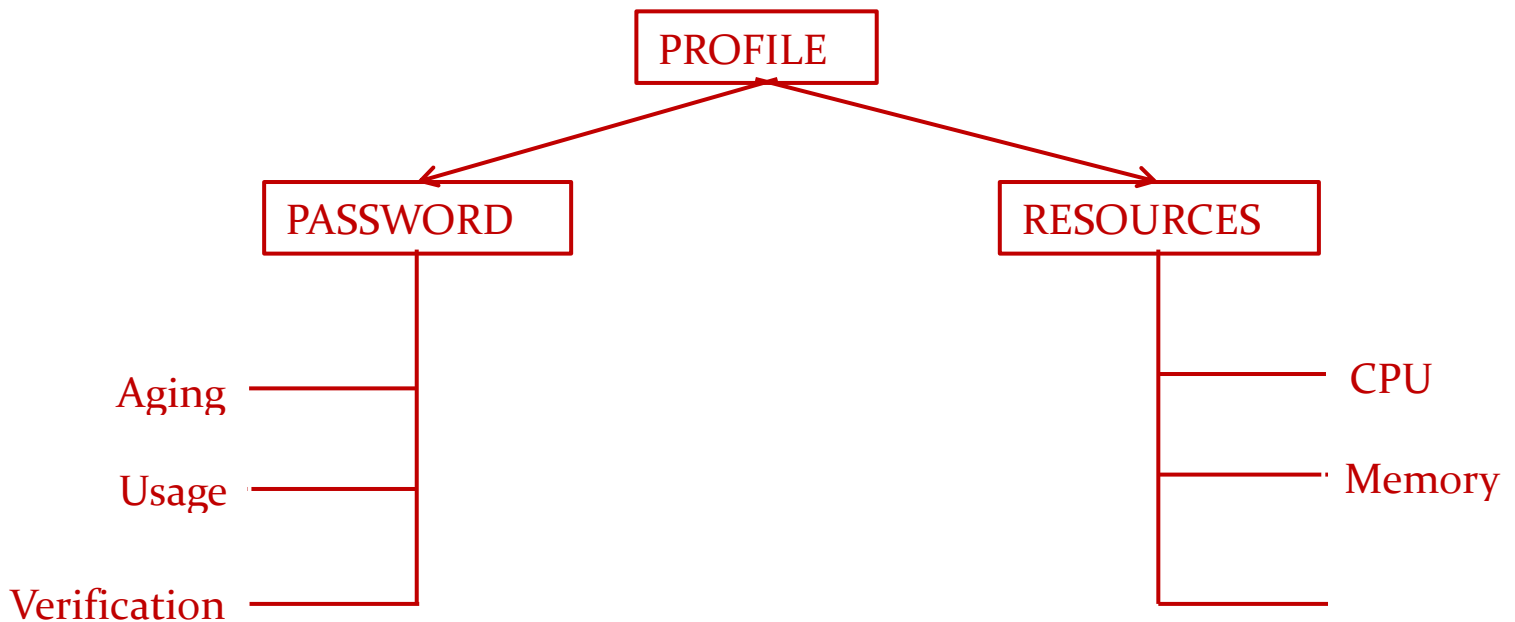 PROFILE
PASSWORD
RESOURCES
Aging
Usage
Verification
CPU
Memory